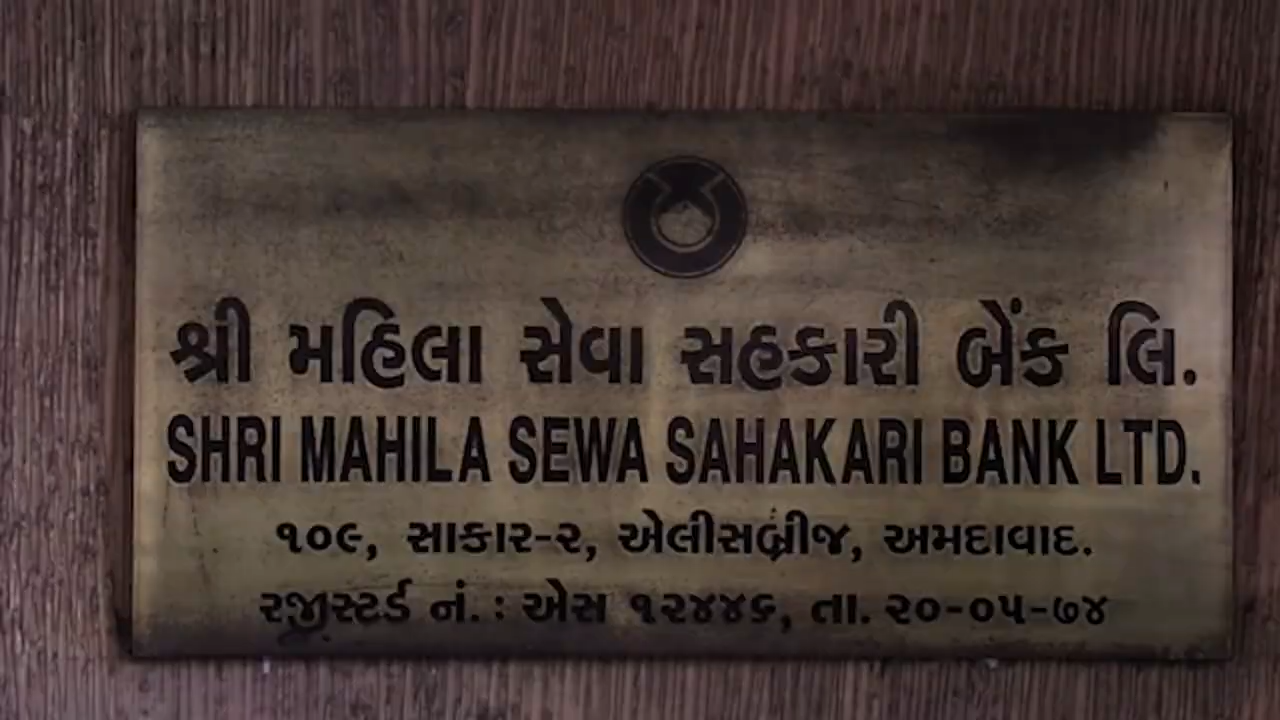 શ્રી મહિલા સેવા સહકારી બેંક લિ.
SHRI MAHILA SEWA SAHAKARI BANK LTD.
૧૦૯, સાકાર-૨, એલીસબ્રીજ, અમદાવાદ.
રજીસ્ટર્ડ નં. : એસ ૧૨૪૪૬, તા. ૨૦-૦૫-૭૪